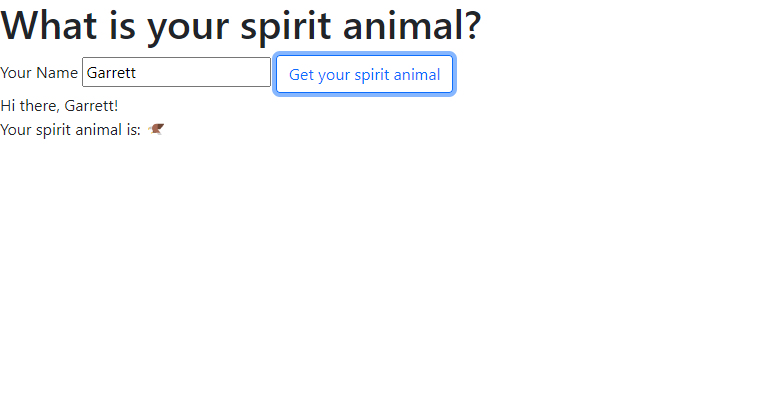 What is your spirit animal?
Your Name Garrett Get your spirit animal
Hi there, Garrett!
Your spirit animal is: 🦅